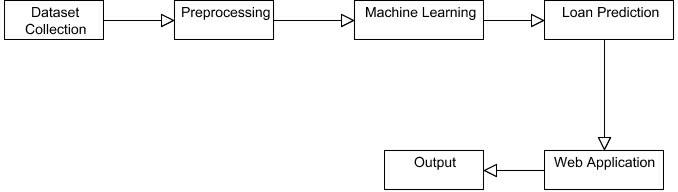 Dataset
Collection
Preprocessing
Machine Learning
Loan Prediction
Web Application
Output